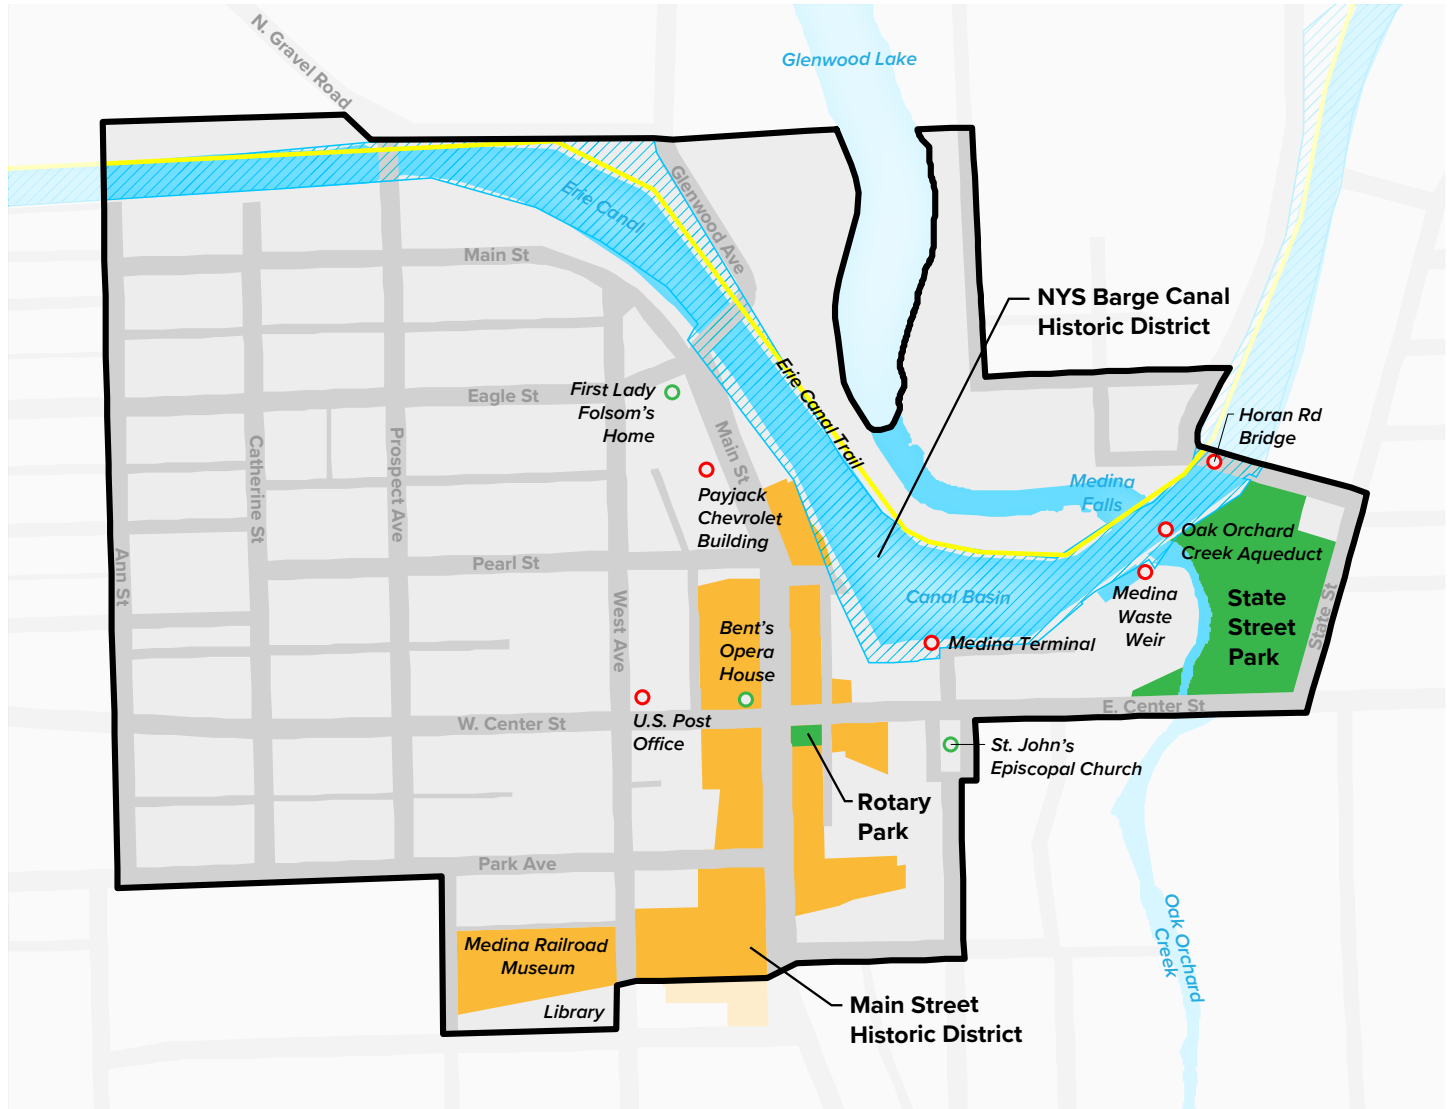 Glenwood Lake
N. Gravel Road
Glenwood Ave
Erie Canal
Main St
NYS Barge Canal
Historic District
Erie Canal Trail
First Lady
Folsom's
Home
Eagle St
Horan Rd
Bridge
Catherine St
Prospect Ave
Main St
Medina
Falls
Payjack
Chevrolet
Building
Oak Orchard
Creek Aqueduct
Ann St
Pearl St
West Ave
Canal Basin
Medina
Waste
Weir
State
Street
Park
State St
Bent's
Opera
House
Medina Terminal
U.S. Post
Office
W. Center St
E. Center St
St. John's
Episcopal Church
Rotary
Park
Park Ave
Oak Orchard
Creek
Medina Railroad
Museum
Library
Main Street
Historic District